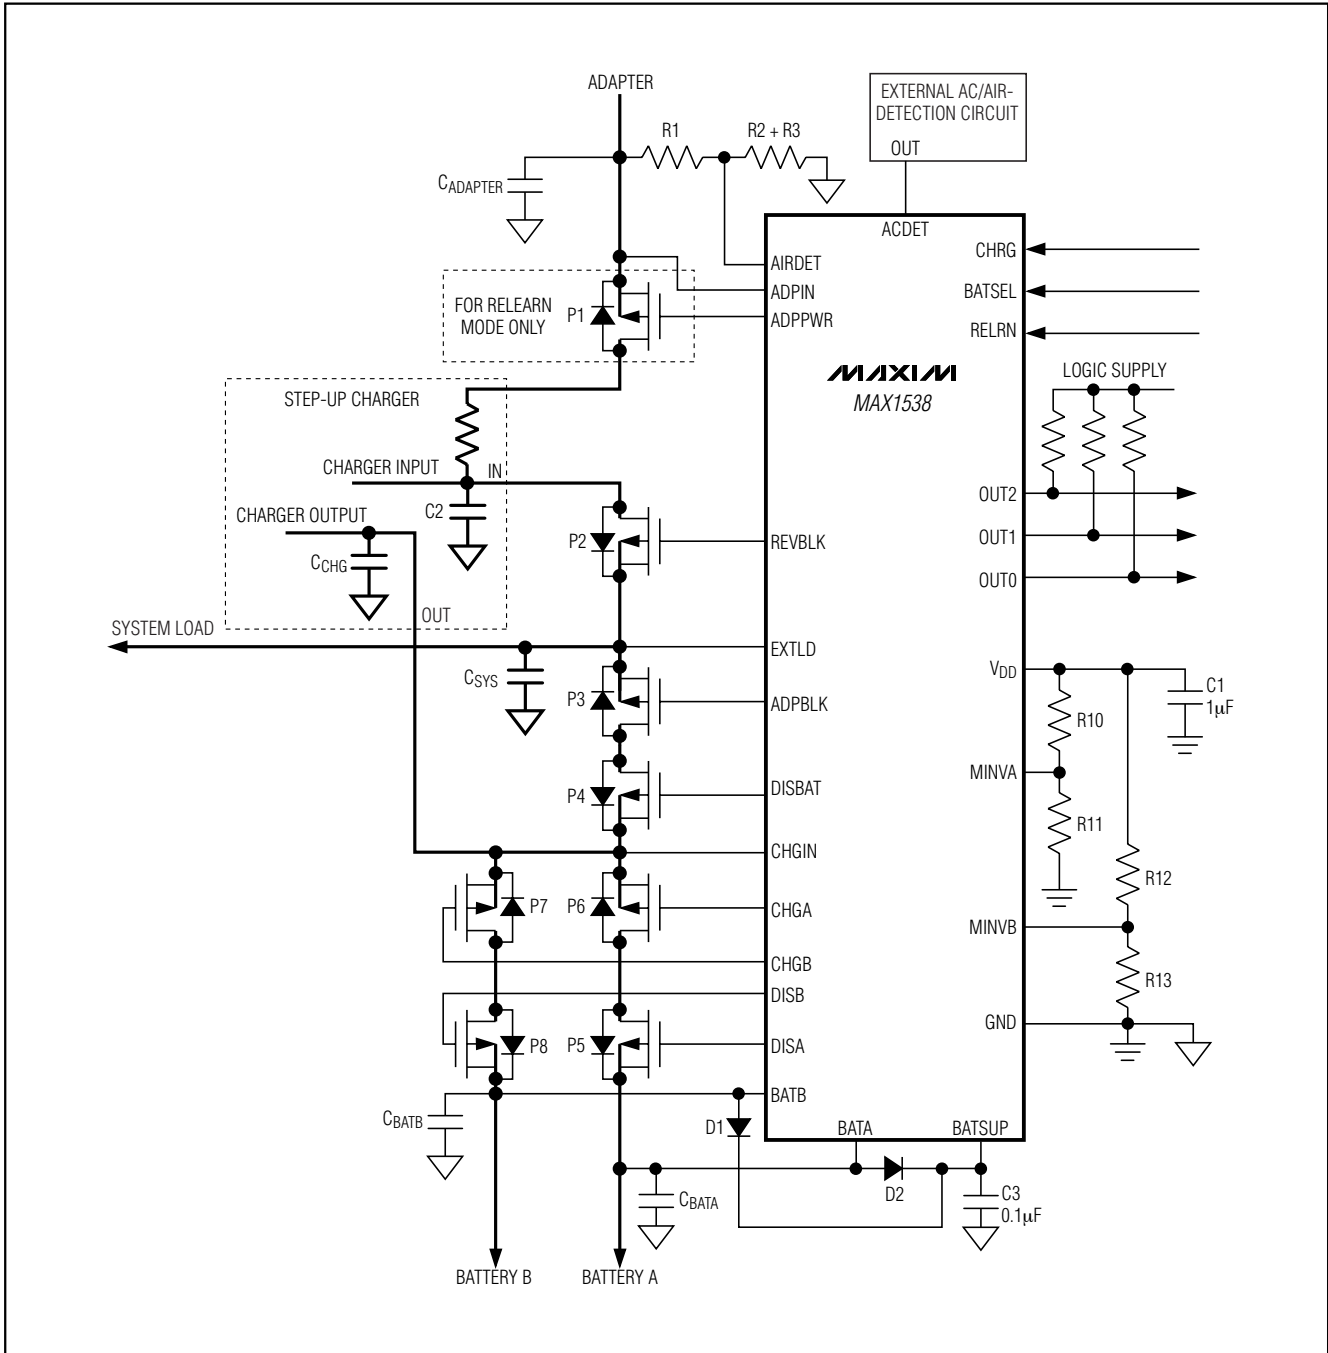 ADAPTER
EXTERNAL AC/AIR-
DETECTION CIRCUIT
OUT
R1
R2 + R3
CADAPTER
ACDET
AIRDET
ADPIN
ADPPWR
CHRG
BATSEL
RELRN
FOR RELEARN
MODE ONLY
P1
MAXIM
MAX1538
LOGIC SUPPLY
STEP-UP CHARGER
CHARGER INPUT
IN
C2
CHARGER OUTPUT
CCHG
OUT
P2
REVBLK
OUT2
OUT1
OUT0
SYSTEM LOAD
CSYS
EXTLD
P3
ADPBLK
P4
DISBAT
CHGIN
P7
P6
CHGA
CHGB
DISB
P8
P5
DISA
BATB
VDD
C1
1µF
R10
MINVA
R11
R12
MINVB
R13
GND
CBATB
D1
BATA
BATSUP
D2
CBATA
C3
0.1µF
BATTERY B
BATTERY A